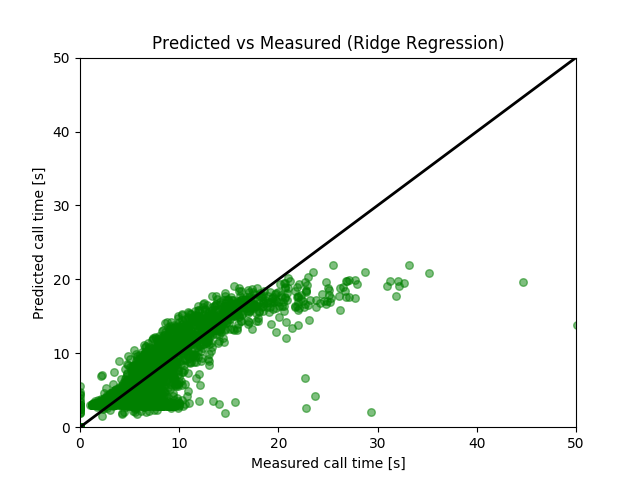 Predicted vs Measured (Ridge Regression)
50
40
30
20
10
0
Predicted call time [s]
0 10 20 30 40 50
Measured call time [s]